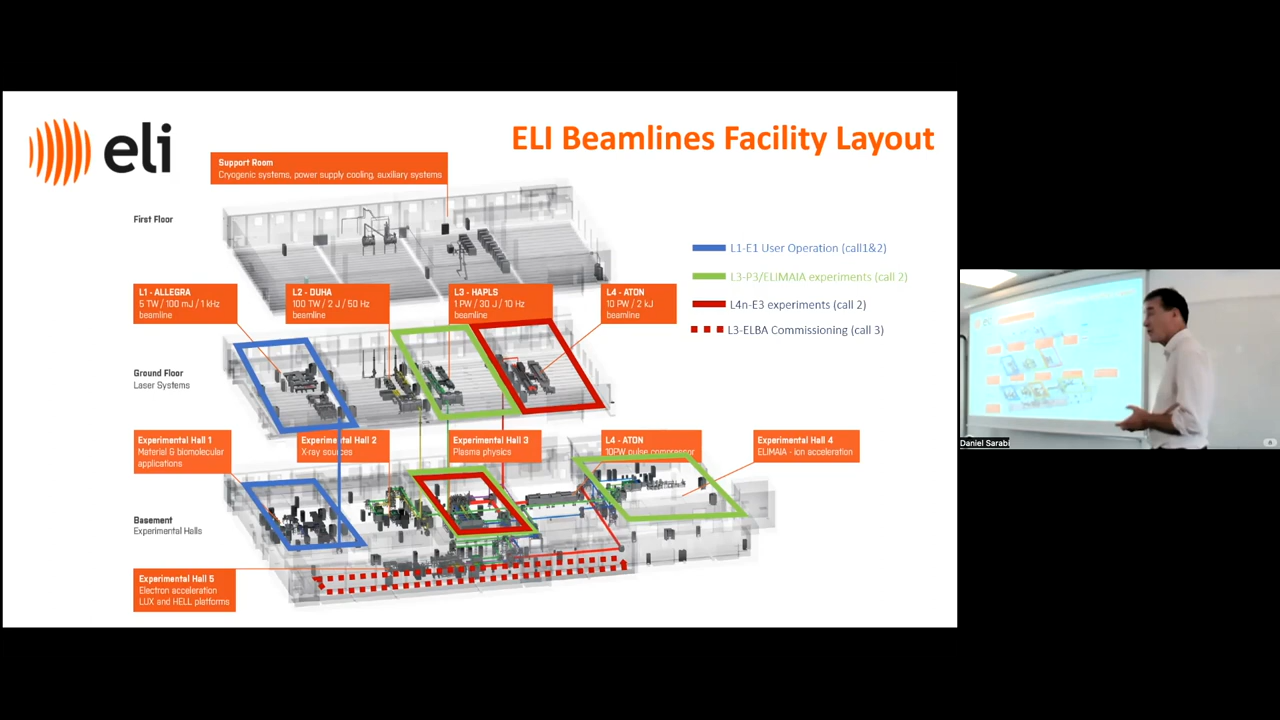 eli
ELI Beamlines Facility Layout
Support Room
Cryogenic systems, power supply cooling, auxiliary systems
First Floor
L1-E1 User Operation (call1&2)
L3-P3/ELIMAIA experiments (call 2)
L4n-E3 experiments (call 2)
L3-ELBA Commissioning (call 3)
L1 - ALLEGRA
5 TW / 100 mJ / 1 kHz
beamline
L2 - DUHA
100 TW / 2 J / 50 Hz
beamline
L3 - HAPLS
1 PW / 30 J / 10 Hz
beamline
L4 - ATON
10 PW / 2 kJ
beamline
Ground Floor
Laser Systems
Experimental Hall 1
Material & biomolecular
applications
Experimental Hall 2
X-ray sources
Experimental Hall 3
Plasma physics
L4 - ATON
10PW pulse compressor
Experimental Hall 4
ELIMAIA - ion acceleration
Basement
Experimental Halls
Experimental Hall 5
Electron acceleration
LUX and HELL platforms
eli
Daniel Sarabi